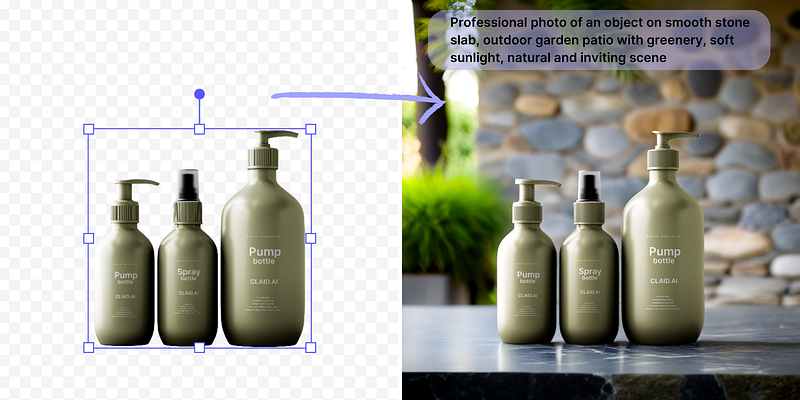 Professional photo of an object on smooth stone
slab, outdoor garden patio with greenery, soft
sunlight, natural and inviting scene
Pump
bottle
CLAID.AI
Spray
bottle
CLAID.AI
Pump
bottle
CLAID.AI
Pump
bottle
CLAID.AI
Spray
bottle
CLAID.AI
Pump
bottle
CLAID.AI